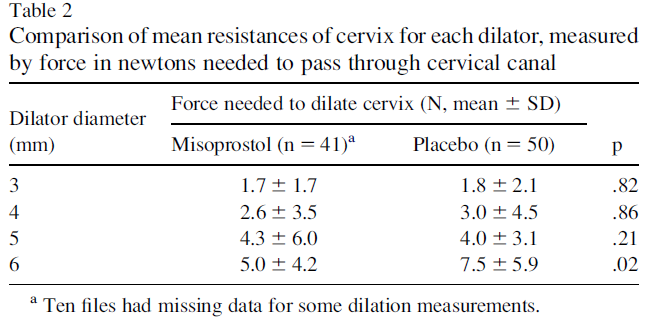 Table 2
Comparison of mean resistances of cervix for each dilator, measured
by force in newtons needed to pass through cervical canal
Force needed to dilate cervix (N, mean ± SD)
Dilator diameter
(mm) Misoprostol (n = 41)a Placebo (n = 50) p
3 1.7 ± 1.7 1.8 ± 2.1 .82
4 2.6 ± 3.5 3.0 ± 4.5 .86
5 4.3 ± 6.0 4.0 ± 3.1 .21
6 5.0 ± 4.2 7.5 ± 5.9 .02
a Ten files had missing data for some dilation measurements.